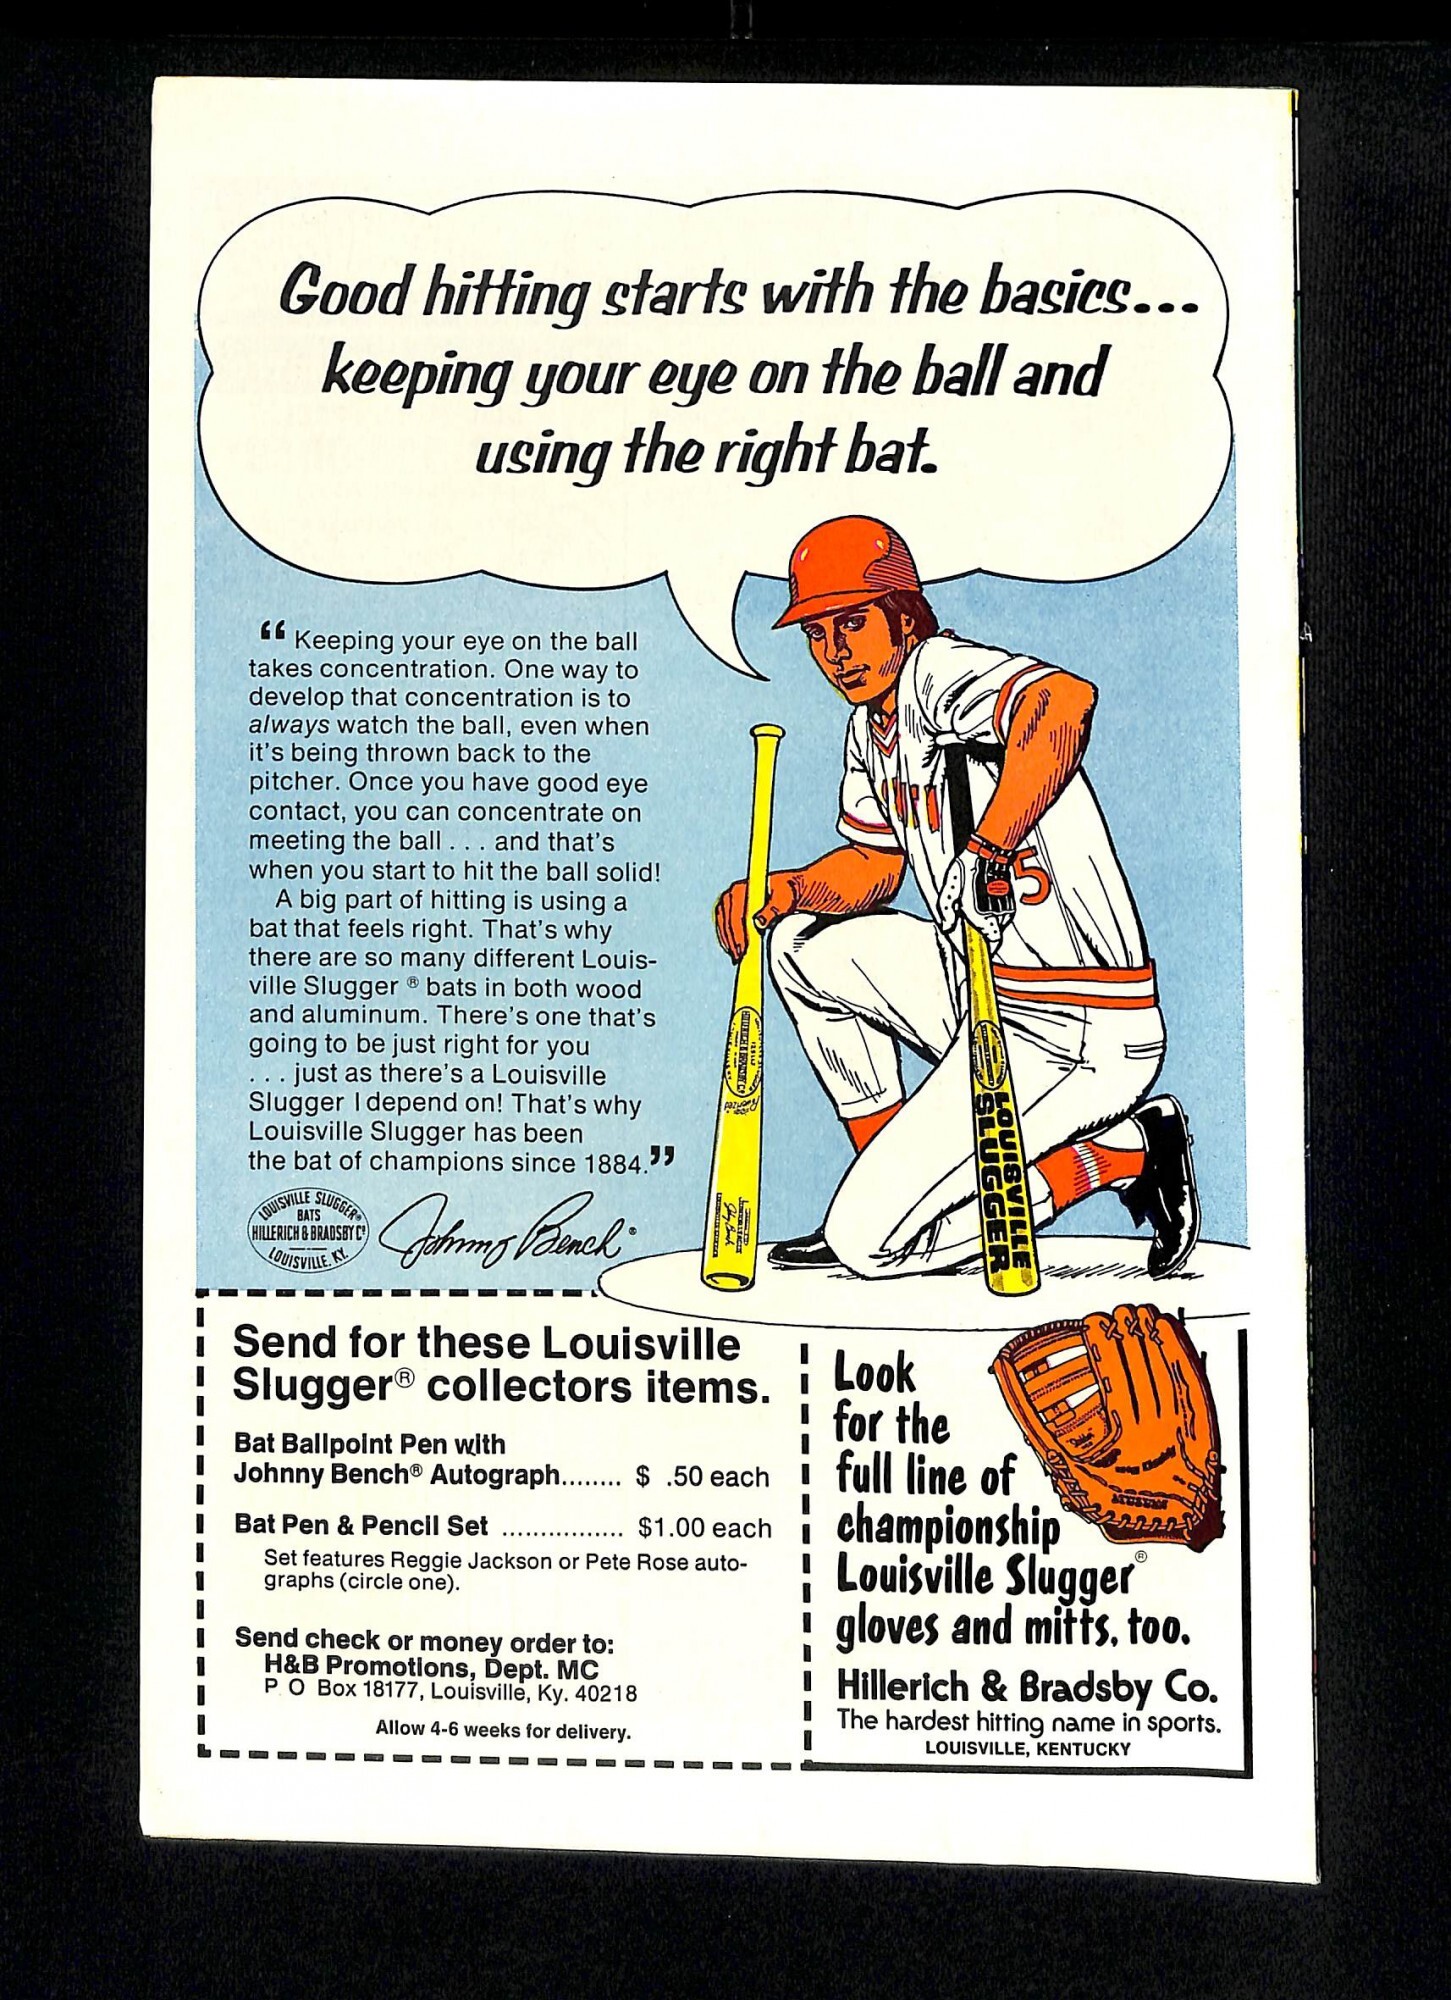 Good hitting starts with the basics...
keeping your eye on the ball and
using the right bat.
“ Keeping your eye on the ball
takes concentration. One way to
develop that concentration is to
always watch the ball, even when
it's being thrown back to the
pitcher. Once you have good eye
contact, you can concentrate on
meeting the ball . . . and that's
when you start to hit the ball solid!
A big part of hitting is using a
bat that feels right. That's why
there are so many different Louis-
ville Slugger ® bats in both wood
and aluminum. There's one that's
going to be just right for you
. . . just as there's a Louisville
Slugger I depend on! That's why
Louisville Slugger has been
the bat of champions since 1884.”
LOUISVILLE SLUGGER®
BATS
HILLERICH & BRADSBY Cº
LOUISVILLE. KY.
Johnny Bench®
5
LOUISVILLE
SLUGGER
Send for these Louisville
Slugger® collectors items.
Bat Ballpoint Pen with
Johnny Bench® Autograph........ $ .50 each
Bat Pen & Pencil Set ................ $1.00 each
Set features Reggie Jackson or Pete Rose auto-
graphs (circle one).
Send check or money order to:
H&B Promotions, Dept. MC
P O Box 18177, Louisville, Ky. 40218
Allow 4-6 weeks for delivery.
Look
for the
full line of
championship
Louisville Slugger®
gloves and mitts, too.
Hillerich & Bradsby Co.
The hardest hitting name in sports.
LOUISVILLE, KENTUCKY